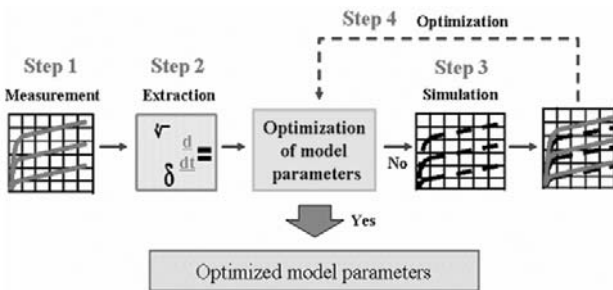 Step 4 Optimization
Step 1 Step 2 Step 3
Measurement Extraction Simulation
Optimization
of model
parameters
√ d
δ dt =
No
Yes
Optimized model parameters